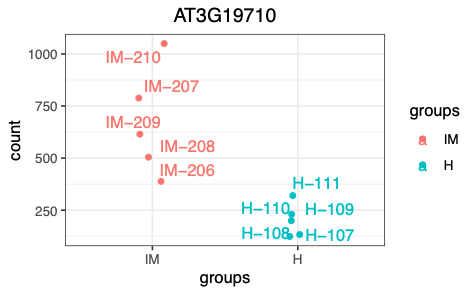 AT3G19710
count
1000
750
500
250
IM−210
IM−207
IM−209
IM−208
IM−206
H−111
H−110
H−109
H−108
H−107
IM
H
groups
groups
a IM
a H